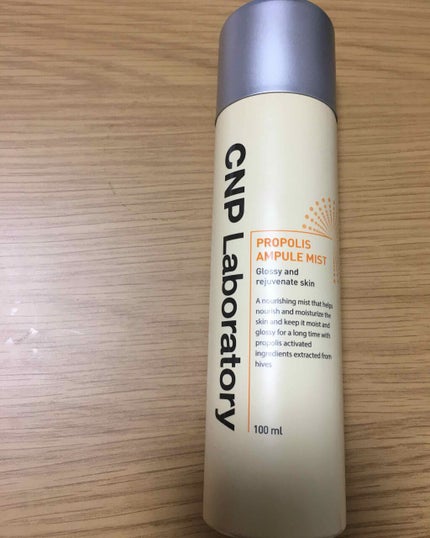 CNP Laboratory
PROPOLIS
AMPULE MIST
Glossy and
rejuvenate skin
A nourishing mist that helps
nourish and moisturize the
skin and keep it moist and
glossy for a long time with
propolis activated
ingredients extracted from
hives
100 ml